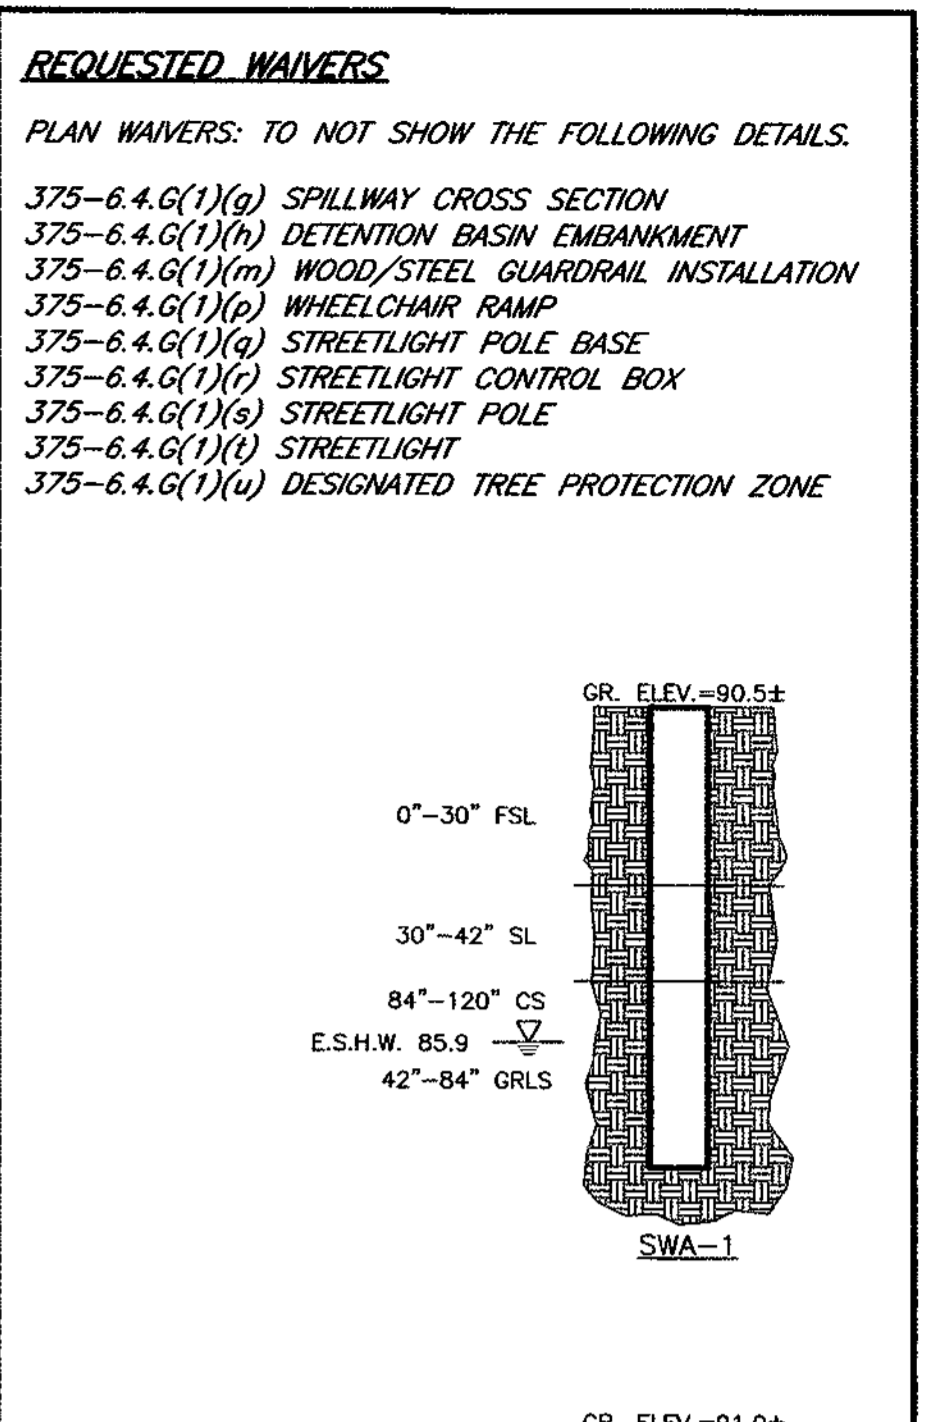 REQUESTED WAIVERS
PLAN WAIVERS: TO NOT SHOW THE FOLLOWING DETAILS.
375-6.4.G(1)(g) SPILLWAY CROSS SECTION
375-6.4.G(1)(h) DETENTION BASIN EMBANKMENT
375-6.4.G(1)(m) WOOD/STEEL GUARDRAIL INSTALLATION
375-6.4.G(1)(p) WHEELCHAIR RAMP
375-6.4.G(1)(q) STREETLIGHT POLE BASE
375-6.4.G(1)(r) STREETLIGHT CONTROL BOX
375-6.4.G(1)(s) STREETLIGHT POLE
375-6.4.G(1)(t) STREETLIGHT
375-6.4.G(1)(u) DESIGNATED TREE PROTECTION ZONE
GR. ELEV.=90.5±
0"-30" FSL
30"-42" SL
84"-120" CS
E.S.H.W. 85.9
42"-84" GRLS
SWA-1
GR. ELEV.=91.0±